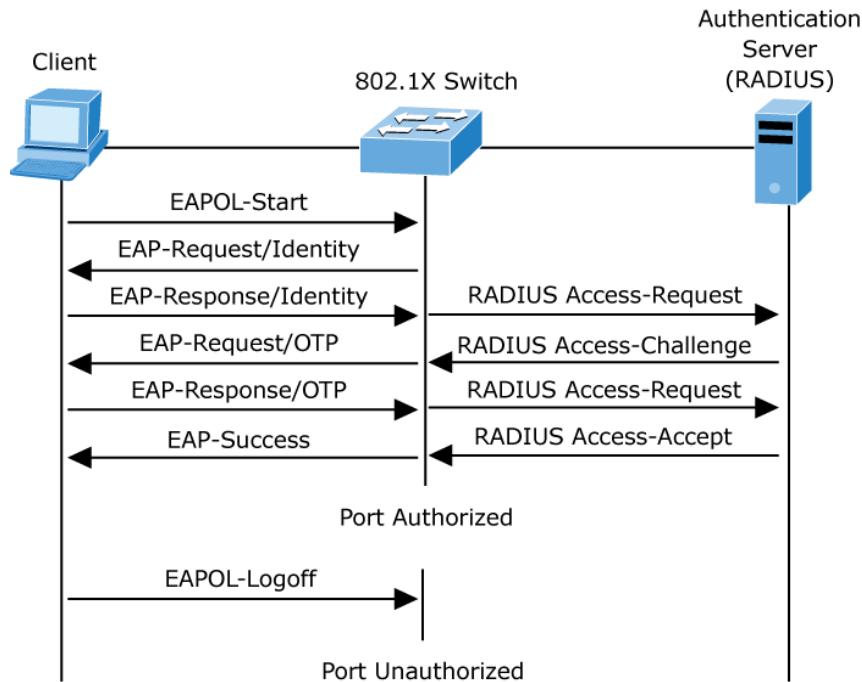 Authentication
Server
(RADIUS)
Client
802.1X Switch
EAPOL-Start
EAP-Request/Identity
EAP-Response/Identity
RADIUS Access-Request
EAP-Request/OTP
RADIUS Access-Challenge
EAP-Response/OTP
RADIUS Access-Request
EAP-Success
RADIUS Access-Accept
Port Authorized
EAPOL-Logoff
Port Unauthorized